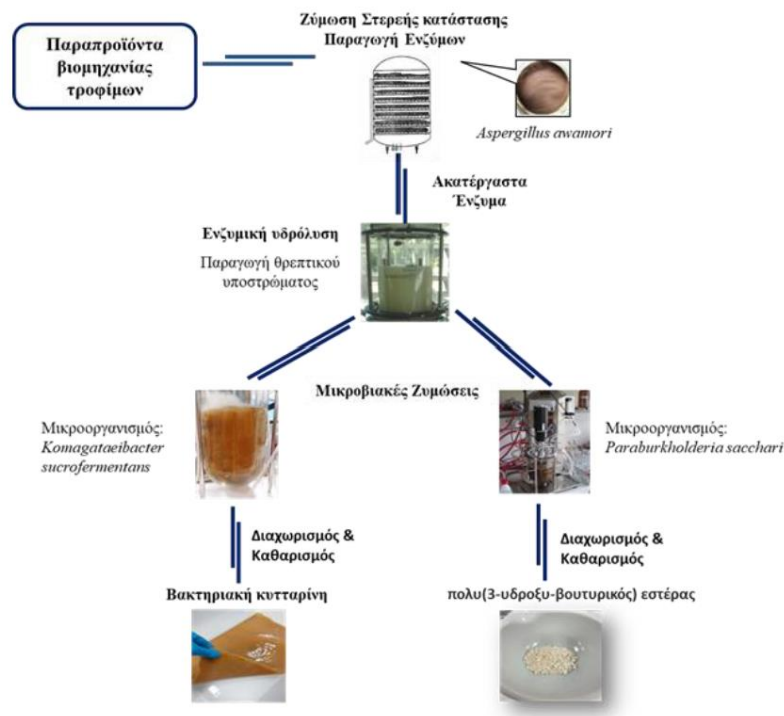 Ζύμωση Στερεής κατάστασης
Παραγωγή Ενζύμων
Παραπροϊόντα
βιομηχανίας
τροφίμων
Aspergillus awamori
Ακατέργαστα
Ένζυμα
Ενζυμική υδρόλυση
Παραγωγή θρεπτικού
υποστρώματος
Μικροβιακές Ζυμώσεις
Μικροοργανισμός:
Komagataeibacter
sucrofermentans
Μικροοργανισμός:
Paraburkholderia sacchari
Διαχωρισμός &
Καθαρισμός
Διαχωρισμός &
Καθαρισμός
Βακτηριακή κυτταρίνη
πολυ(3-υδροξυ-βουτυρικός) εστέρας